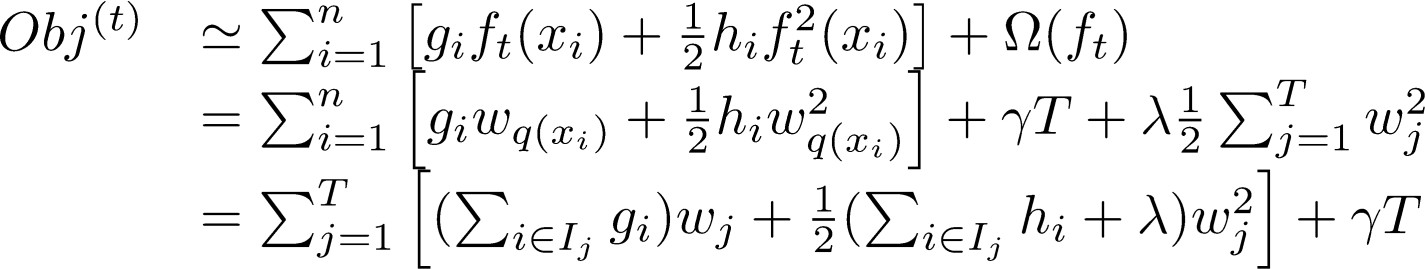 Obj^{(t)} ≃ \sum_{i=1}^{n} [g_i f_t(x_i) + \frac{1}{2} h_i f_t^2(x_i)] + Ω(f_t)
= \sum_{i=1}^{n} [g_i w_{q(x_i)} + \frac{1}{2} h_i w_{q(x_i)}^2] + γT + λ\frac{1}{2} \sum_{j=1}^{T} w_j^2
= \sum_{j=1}^{T} [(\sum_{i∈I_j} g_i) w_j + \frac{1}{2} (\sum_{i∈I_j} h_i + λ) w_j^2] + γT